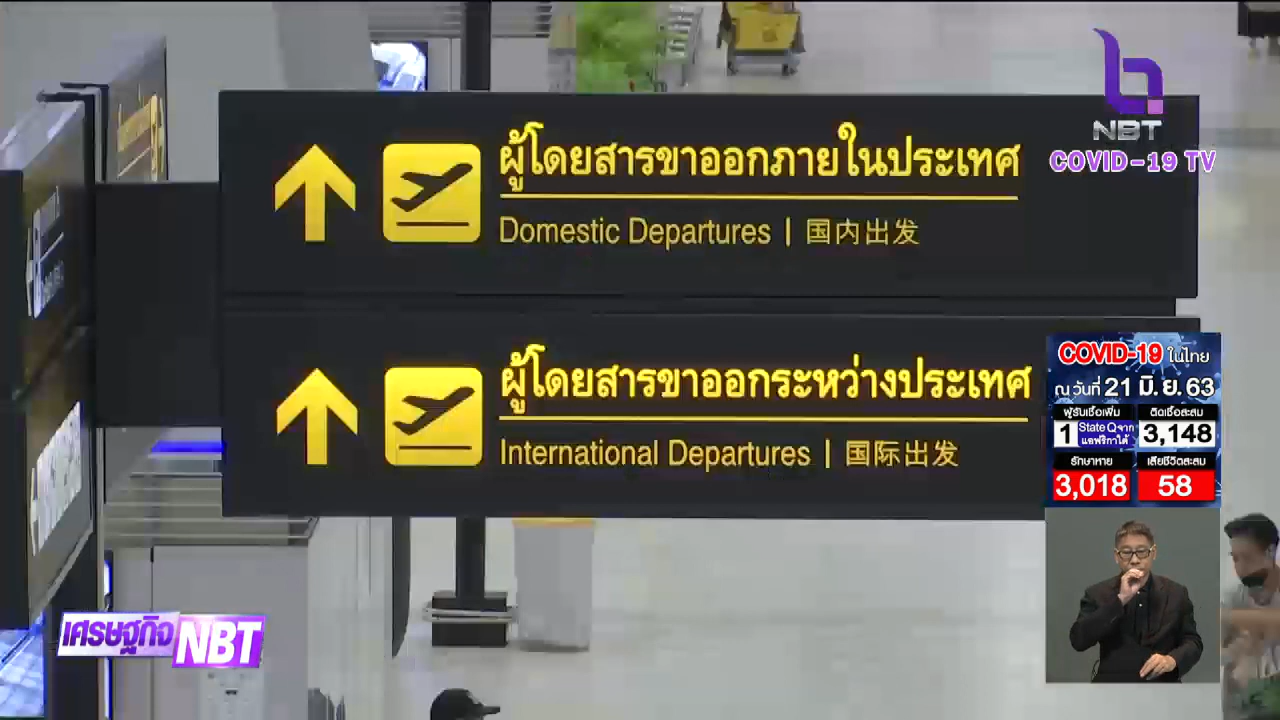 ผู้โดยสารขาออกภายในประเทศ
Domestic Departures | 国内出发
ผู้โดยสารขาออกระหว่างประเทศ
International Departures | 国际出发
NBT
COVID-19 TV
COVID-19 ในไทย
ณ วันที่ 21 มิ.ย. 63
ผู้รับเชื้อเพิ่ม
1 State Q จาก
แอฟริกาใต้
ติดเชื้อสะสม
3,148
รักษาหาย
3,018
เสียชีวิตสะสม
58
เศรษฐกิจ
NBT